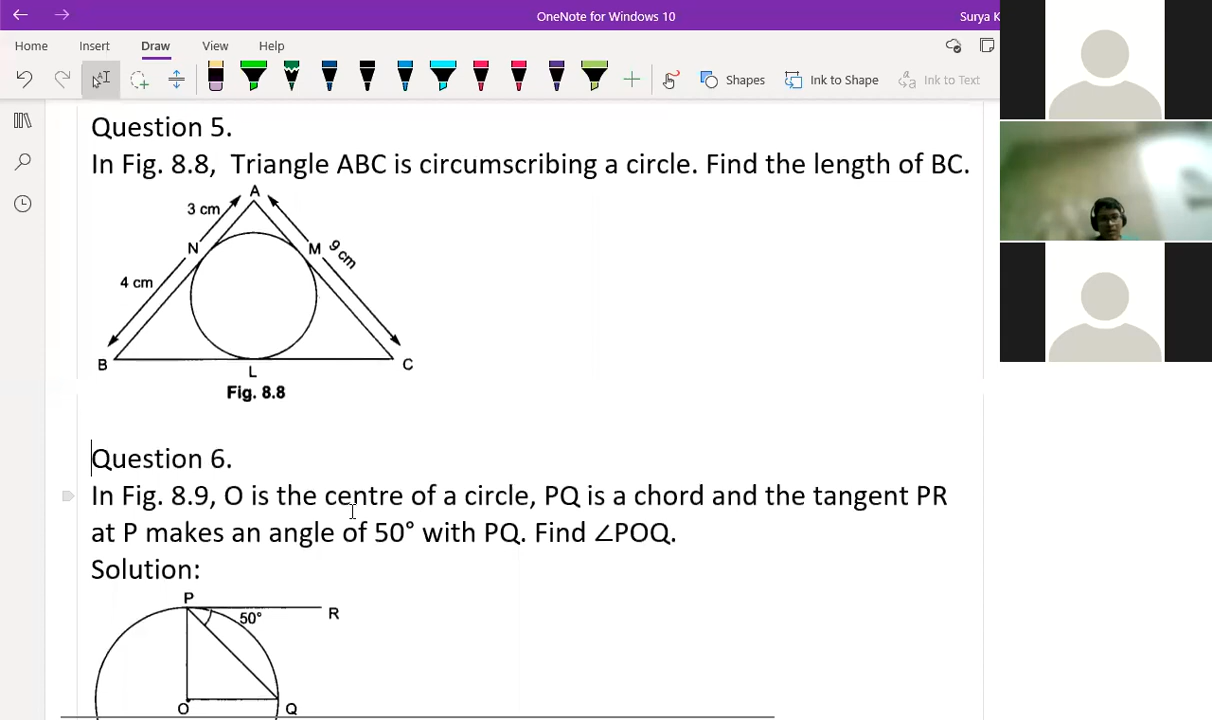 OneNote for Windows 10
Surya K
Home Insert Draw View Help
Shapes Ink to Shape Ink to Text
Question 5.
In Fig. 8.8, Triangle ABC is circumscribing a circle. Find the length of BC.
A
3 cm
N M 9 cm
4 cm
B C
L
Fig. 8.8
Question 6.
In Fig. 8.9, O is the centre of a circle, PQ is a chord and the tangent PR
at P makes an angle of 50° with PQ. Find ∠POQ.
Solution:
P
50° R
O Q